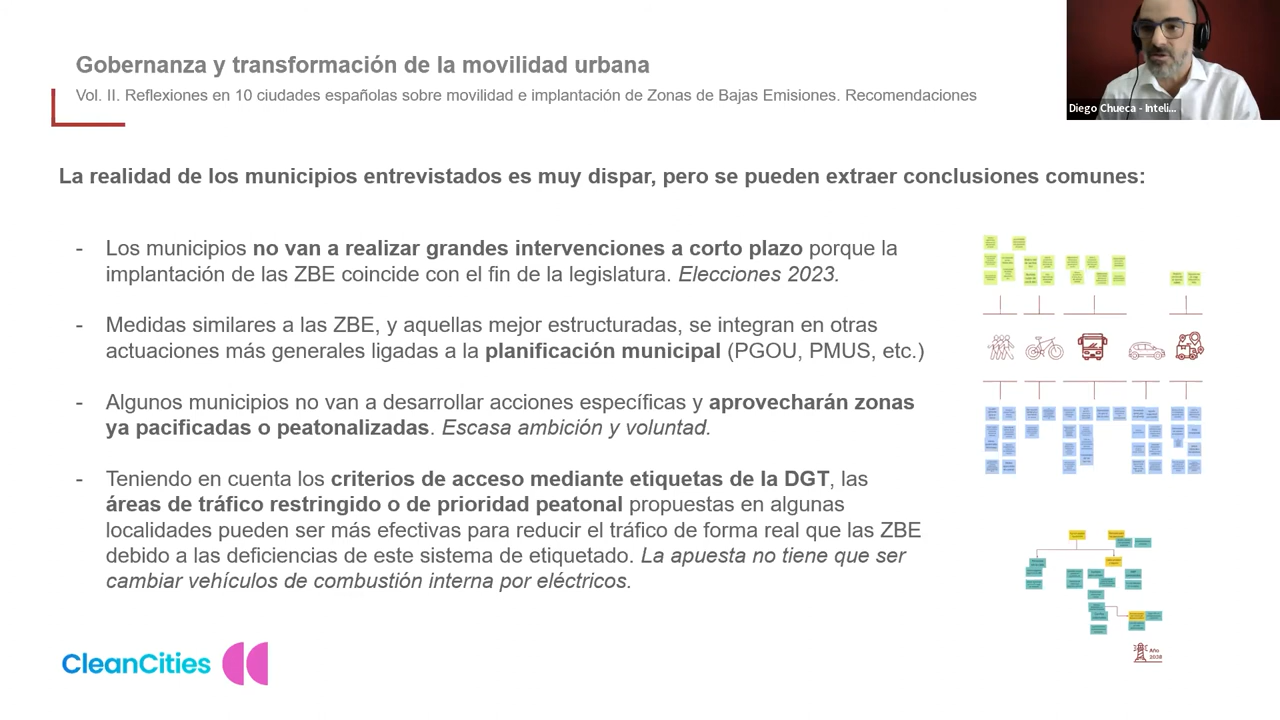 Gobernanza y transformación de la movilidad urbana
Vol. II. Reflexiones en 10 ciudades españolas sobre movilidad e implantación de Zonas de Bajas Emisiones. Recomendaciones
Diego Chueca - Inteli...
La realidad de los municipios entrevistados es muy dispar, pero se pueden extraer conclusiones comunes:
- Los municipios no van a realizar grandes intervenciones a corto plazo porque la
implantación de las ZBE coincide con el fin de la legislatura. Elecciones 2023.
- Medidas similares a las ZBE, y aquellas mejor estructuradas, se integran en otras
actuaciones más generales ligadas a la planificación municipal (PGOU, PMUS, etc.)
- Algunos municipios no van a desarrollar acciones específicas y aprovecharán zonas
ya pacificadas o peatonalizadas. Escasa ambición y voluntad.
- Teniendo en cuenta los criterios de acceso mediante etiquetas de la DGT, las
áreas de tráfico restringido o de prioridad peatonal propuestas en algunas
localidades pueden ser más efectivas para reducir el tráfico de forma real que las ZBE
debido a las deficiencias de este sistema de etiquetado. La apuesta no tiene que ser
cambiar vehículos de combustión interna por eléctricos.
Año
2038
CleanCities